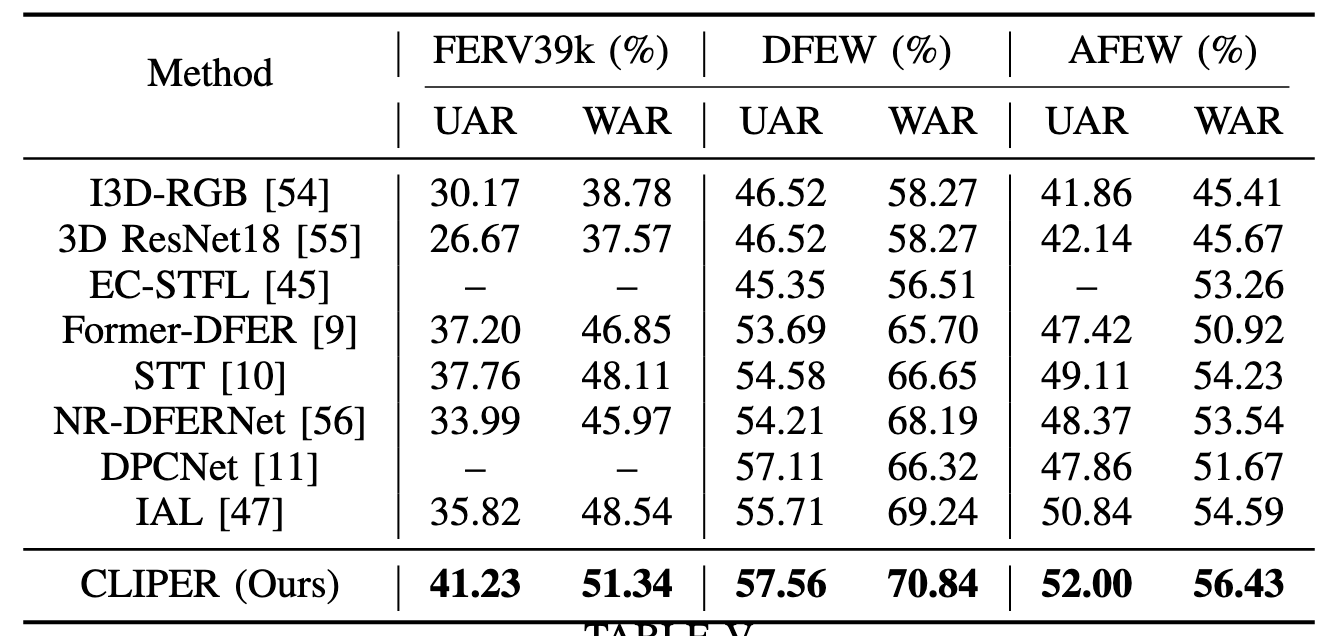 Method FERV39k (%) DFEW (%) AFEW (%)
UAR WAR UAR WAR UAR WAR
I3D-RGB [54] 30.17 38.78 46.52 58.27 41.86 45.41
3D ResNet18 [55] 26.67 37.57 46.52 58.27 42.14 45.67
EC-STFL [45] – – 45.35 56.51 – 53.26
Former-DFER [9] 37.20 46.85 53.69 65.70 47.42 50.92
STT [10] 37.76 48.11 54.58 66.65 49.11 54.23
NR-DFERNet [56] 33.99 45.97 54.21 68.19 48.37 53.54
DPCNet [11] – – 57.11 66.32 47.86 51.67
IAL [47] 35.82 48.54 55.71 69.24 50.84 54.59
CLIPER (Ours) 41.23 51.34 57.56 70.84 52.00 56.43
TABLE V